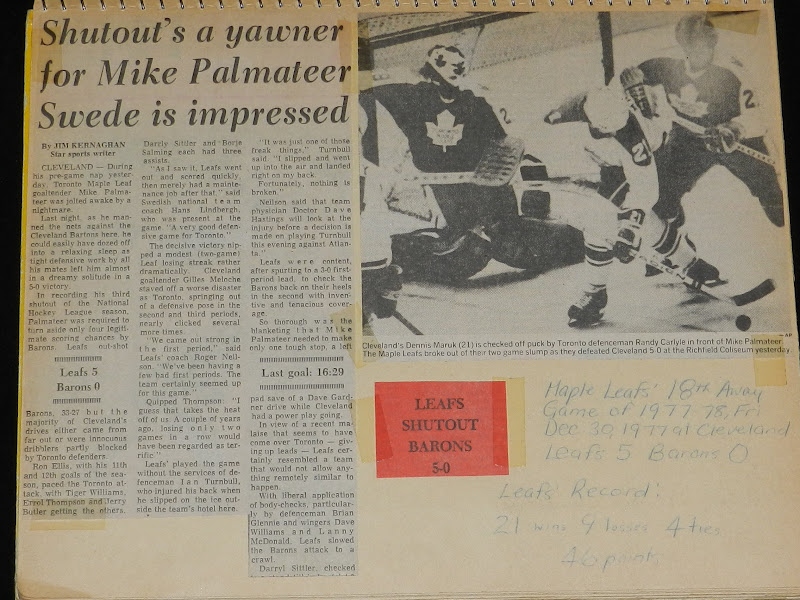 Shutout's a yawner
for Mike Palmateer
Swede is impressed
By JIM KERNAGHAN
Star sports writer
CLEVELAND — During
his pre-game nap yester-
day, Toronto Maple Leaf
goaltender Mike Palma-
teer was jolted awake by a
nightmare.
Last night, as he man-
ned the nets against the
Cleveland Bartons here, he
could easily have dozed off
into a relaxing sleep as
tight defensive work by all
his mates left him almost
in a dreamy solitude in a
5-0 victory.
In recording his third
shutout of the National
Hockey League season,
Palmateer was required to
turn aside only four legiti-
mate scoring chances by
Barons. Leafs out-shot
Leafs 5
Barons 0
Barons, 33-27 but the
majority of Cleveland's
drives either came from
far out or were innocuous
dribblers partly blocked
by Toronto defenders.
Ron Ellis, with his 11th
and 12th goals of the sea-
son, paced the Toronto at-
tack, with Tiger Williams,
Errol Thompson and Jerry
Butler getting the others.
Darrly Sittler and Borje
Salming each had three
assists.
"As I saw it, Leafs went
out and scored quickly,
then merely had a mainte-
nance job after that," said
Swedish national team
coach Hans Lindbergh,
who was present at the
game. "A very good defen-
sive game for Toronto."
The decisive victory nip-
ped a modest (two-game)
Leaf losing streak rather
dramatically. Cleveland
goaltender Gilles Meloche
staved off a worse disaster
as Toronto, springing out
of a defensive pose in the
second and third periods,
nearly clicked several
more times.
"We came out strong in
the first period," said
Leafs' coach Roger Neil-
son. "We've been having a
few bad first periods. The
team certainly seemed up
for this game."
Quipped Thompson: "I
guess that takes the heat
off of us. A couple of years
ago, losing only two
games in a row would
have been regarded as ter-
rific."
Leafs' played the game
without the services of de-
fenceman Ian Turnbull,
who injured his back when
he slipped on the ice out-
side the team's hotel here.
"It was just one of those
freak things," Turnbull
said. "I slipped and went
up into the air and landed
right on my back.
Fortunately, nothing is
broken."
Neilson said that team
physician Doctor Dave
Hastings will look at the
injury before a decision is
made on playing Turnbull
this evening against Atlan-
ta."
Leafs were content,
after spurting to a 3-0 first-
period lead, to check the
Barons back on their heels
in the second with inven-
tive and tenacious cover-
age.
So thorough was the
blanketing that Mike
Palmateer needed to make
only one tough stop, a left
Last goal: 16:29
pad save of a Dave Gard-
ner drive while Cleveland
had a power play going.
In view of a recent ma-
laise that seems to have
come over Toronto — giv-
ing up leads — Leafs cer-
tainly resembled a team
that would not allow any-
thing remotely similar to
happen.
With liberal application
of body-checks, particular-
ly by defenceman Brian
Glennie and wingers Dave
Williams and Lanny
McDonald, Leafs slowed
the Barons attack to a
crawl.
Darryl Sittler, checked
21
2
—AP
Cleveland's Dennis Maruk (21) is checked off puck by Toronto defenceman Randy Carlyle in front of Mike Palmateer.
The Maple Leafs broke out of their two game slump as they defeated Cleveland 5-0 at the Richfield Coliseum yesterday.
LEAFS
SHUTOUT
BARONS
5-0
Maple Leafs' 18th Away
Game of 1977-78, Fri
Dec 30, 1977 at Cleveland
Leafs 5 Barons 0
Leafs' Record:
21 wins 9 losses 4 ties
46 points